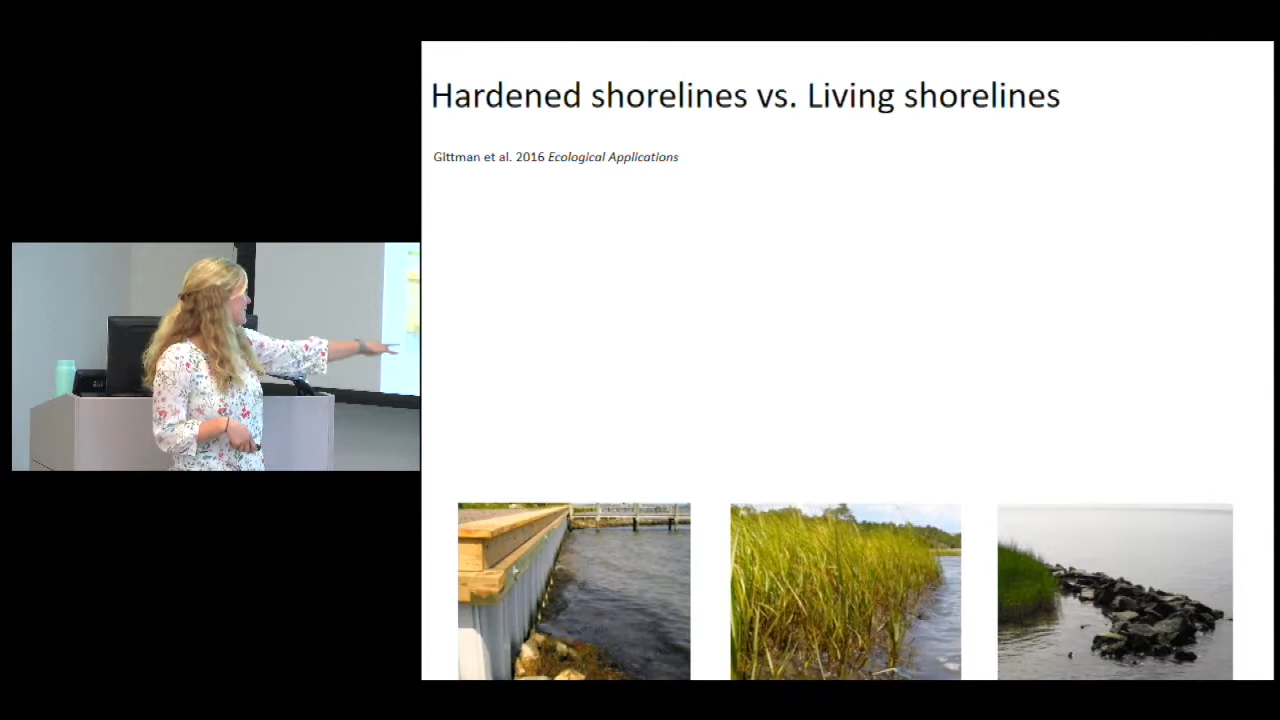 Hardened shorelines vs. Living shorelines
Gittman et al. 2016 Ecological Applications